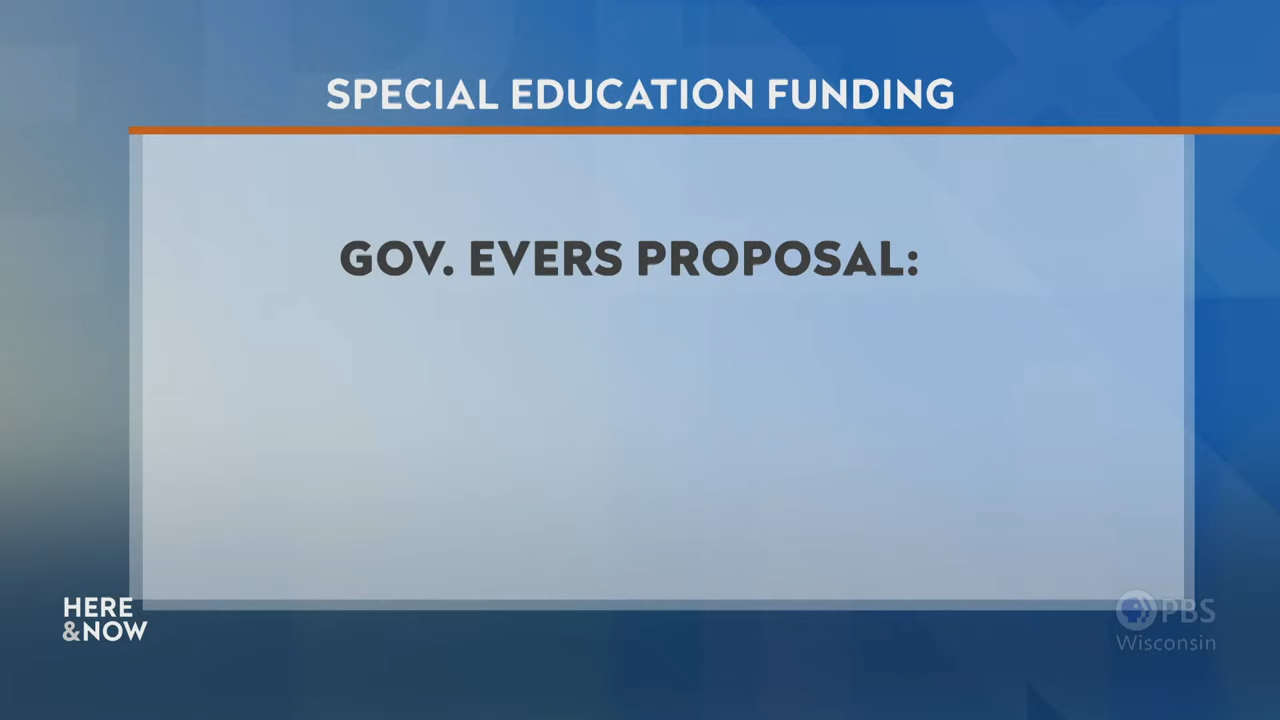 SPECIAL EDUCATION FUNDING
GOV. EVERS PROPOSAL:
HERE
&NOW
PBS
Wisconsin